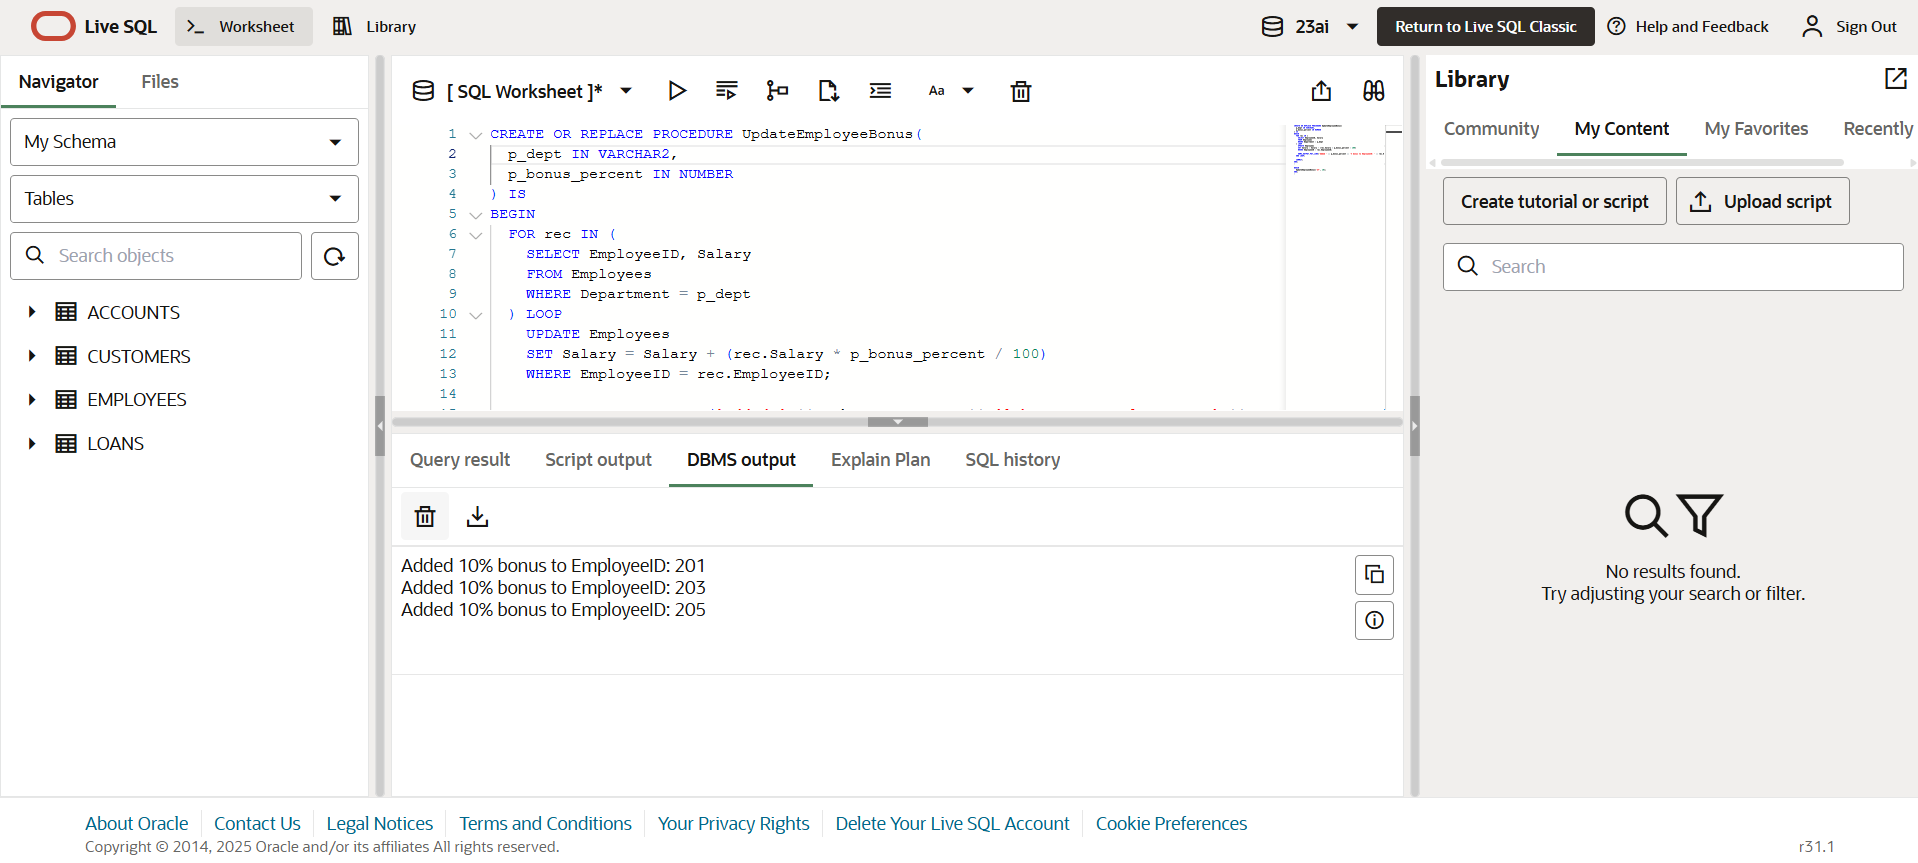 Live SQL
Worksheet
Library
23ai
Return to Live SQL Classic
Help and Feedback
Sign Out
Navigator
Files
My Schema
Tables
Search objects
ACCOUNTS
CUSTOMERS
EMPLOYEES
LOANS
[ SQL Worksheet ]*
Aa
1 CREATE OR REPLACE PROCEDURE UpdateEmployeeBonus(
2 p_dept IN VARCHAR2,
3 p_bonus_percent IN NUMBER
4 ) IS
5 BEGIN
6 FOR rec IN (
7 SELECT EmployeeID, Salary
8 FROM Employees
9 WHERE Department = p_dept
10 ) LOOP
11 UPDATE Employees
12 SET Salary = Salary + (rec.Salary * p_bonus_percent / 100)
13 WHERE EmployeeID = rec.EmployeeID;
14
Query result
Script output
DBMS output
Explain Plan
SQL history
Added 10% bonus to EmployeeID: 201
Added 10% bonus to EmployeeID: 203
Added 10% bonus to EmployeeID: 205
Library
Community
My Content
My Favorites
Recently
Create tutorial or script
Upload script
Search
No results found.
Try adjusting your search or filter.
About Oracle
Contact Us
Legal Notices
Terms and Conditions
Your Privacy Rights
Delete Your Live SQL Account
Cookie Preferences
Copyright © 2014, 2025 Oracle and/or its affiliates All rights reserved.
r31.1